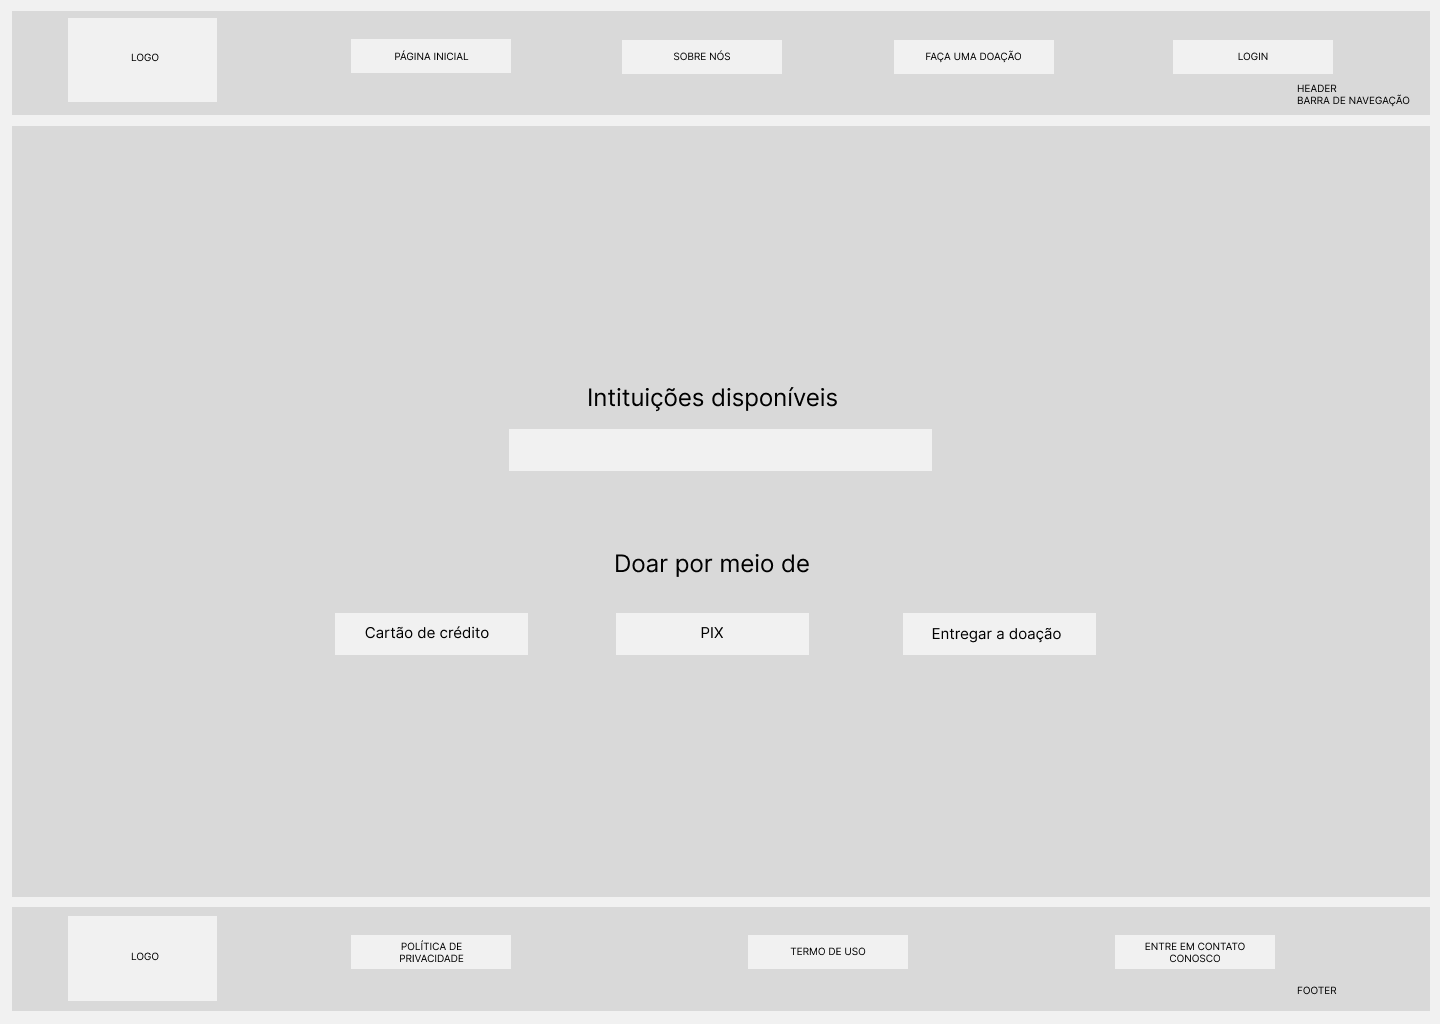 LOGO
PÁGINA INICIAL
SOBRE NÓS
FAÇA UMA DOAÇÃO
LOGIN
HEADER
BARRA DE NAVEGAÇÃO
Intituições disponíveis
Doar por meio de
Cartão de crédito
PIX
Entregar a doação
LOGO
POLÍTICA DE
PRIVACIDADE
TERMO DE USO
ENTRE EM CONTATO
CONOSCO
FOOTER